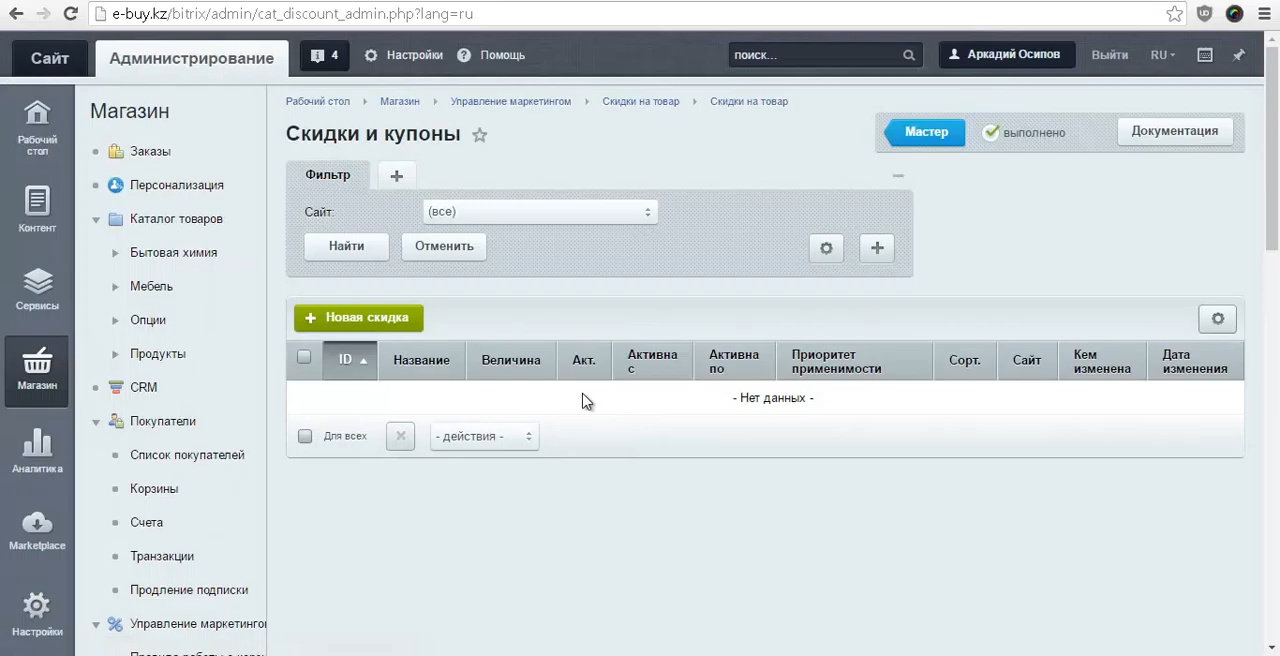 e-buy.kz/bitrix/admin/cat_discount_admin.php?lang=ru
Сайт
Администрирование
4
Настройки
Помощь
поиск...
Аркадий Осипов
Выйти
RU
Рабочий стол
Контент
Сервисы
Магазин
Аналитика
Marketplace
Настройки
Магазин
Заказы
Персонализация
Каталог товаров
Бытовая химия
Мебель
Опции
Продукты
CRM
Покупатели
Список покупателей
Корзины
Счета
Транзакции
Продление подписки
Управление маркетинго
Рабочий стол
Магазин
Управление маркетингом
Скидки на товар
Скидки на товар
Скидки и купоны
Мастер
выполнено
Документация
Фильтр
Сайт:
(все)
Найти
Отменить
Новая скидка
ID
Название
Величина
Акт.
Активна с
Активна по
Приоритет применимости
Сорт.
Сайт
Кем изменена
Дата изменения
- Нет данных -
Для всех
- действия -